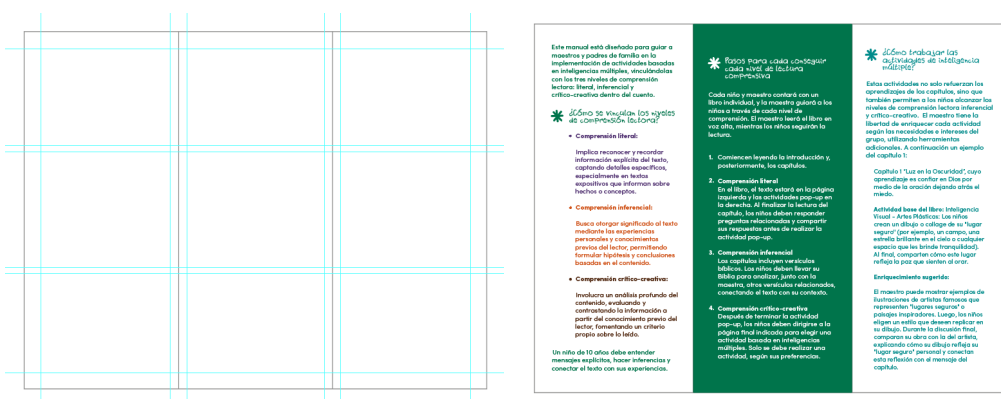 Este manual está diseñado para guiar a
maestros y padres de familia en la
implementación de actividades basadas
en inteligencias múltiples, vinculándolas
con los tres niveles de comprensión
lectora: literal, inferencial y
crítico-creativa dentro del cuento.
¿Cómo se vinculan los niveles
de comprensión lectora?
• Comprensión literal:
Implica reconocer y recordar
información explícita del texto,
captando detalles específicos,
especialmente en textos
expositivos que informan sobre
hechos o conceptos.
• Comprensión inferencial:
Busca otorgar significado al texto
mediante las experiencias
personales y conocimientos
previos del lector, permitiendo
formular hipótesis y conclusiones
basadas en el contenido.
• Comprensión crítico-creativa:
Involucra un análisis profundo del
contenido, evaluando y
contrastando la información a
partir del conocimiento previo del
lector, fomentando un criterio
propio sobre lo leído.
Un niño de 10 años debe entender
mensajes explícitos, hacer inferencias y
conectar el texto con sus experiencias.
Pasos para cada conseguir
cada nivel de lectura
comprensiva
Cada niño y maestro contará con un
libro individual, y la maestra guiará a los
niños a través de cada nivel de
comprensión. El maestro leerá el libro en
voz alta, mientras los niños seguirán la
lectura.
1. Comiencen leyendo la introducción y,
posteriormente, los capítulos.
2. Comprensión literal
En el libro, el texto estará en la página
izquierda y las actividades pop-up en
la derecha. Al finalizar la lectura del
capítulo, los niños deben responder
preguntas relacionadas y compartir
sus respuestas antes de realizar la
actividad pop-up.
3. Comprensión inferencial
Los capítulos incluyen versículos
bíblicos. Los niños deben llevar su
Biblia para analizar, junto con la
maestra, otros versículos relacionados,
conectando el texto con su contexto.
4. Comprensión crítico-creativa
Después de terminar la actividad
pop-up, los niños deben dirigirse a la
página final indicada para elegir una
actividad basada en inteligencias
múltiples. Solo se debe realizar una
actividad, según sus preferencias.
¿Cómo trabajar las
actividades de inteligencia
múltiple?
Estas actividades no solo refuerzan los
aprendizajes de los capítulos, sino que
también permiten a los niños alcanzar los
niveles de comprensión lectora inferencial
y crítico-creativo. El maestro tiene la
libertad de enriquecer cada actividad
según las necesidades e intereses del
grupo, utilizando herramientas
adicionales. A continuación un ejemplo
del capítulo 1:
Capítulo 1 "Luz en la Oscuridad", cuyo
aprendizaje es confiar en Dios por
medio de la oración dejando atrás el
miedo.
Actividad base del libro: Inteligencia
Visual - Artes Plásticas: Los niños
crean un dibujo o collage de su "lugar
seguro" (por ejemplo, un campo, una
estrella brillante en el cielo o cualquier
espacio que les brinde tranquilidad).
Al final, comparten cómo este lugar
refleja la paz que sienten al orar.
Enriquecimiento sugerido:
El maestro puede mostrar ejemplos de
ilustraciones de artistas famosos que
representen "lugares seguros" o
paisajes inspiradores. Luego, los niños
eligen un estilo que deseen replicar en
su dibujo. Durante la discusión final,
comparan su obra con la del artista,
explicando cómo su dibujo refleja su
"lugar seguro" personal y conectan
esta reflexión con el mensaje del
capítulo.